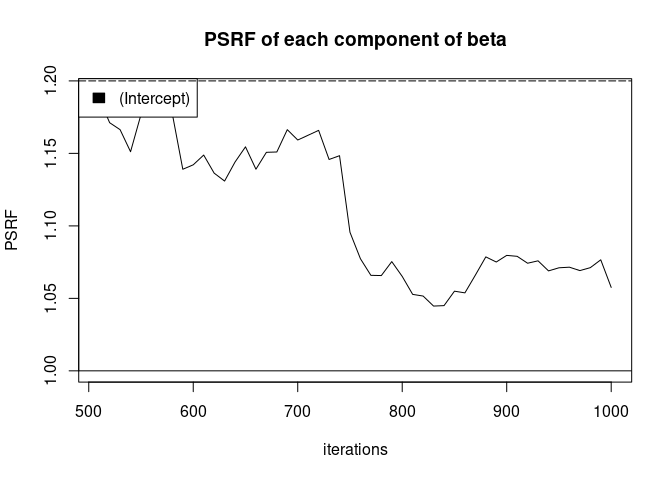 PSRF of each component of beta
(Intercept)
PSRF
1.20
1.15
1.10
1.05
1.00
500 600 700 800 900 1000
iterations